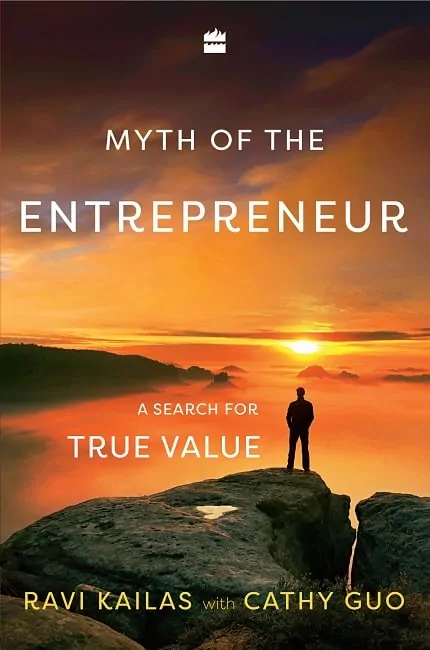 MYTH OF THE
ENTREPRENEUR
A SEARCH FOR
TRUE VALUE
RAVI KAILAS with CATHY GUO